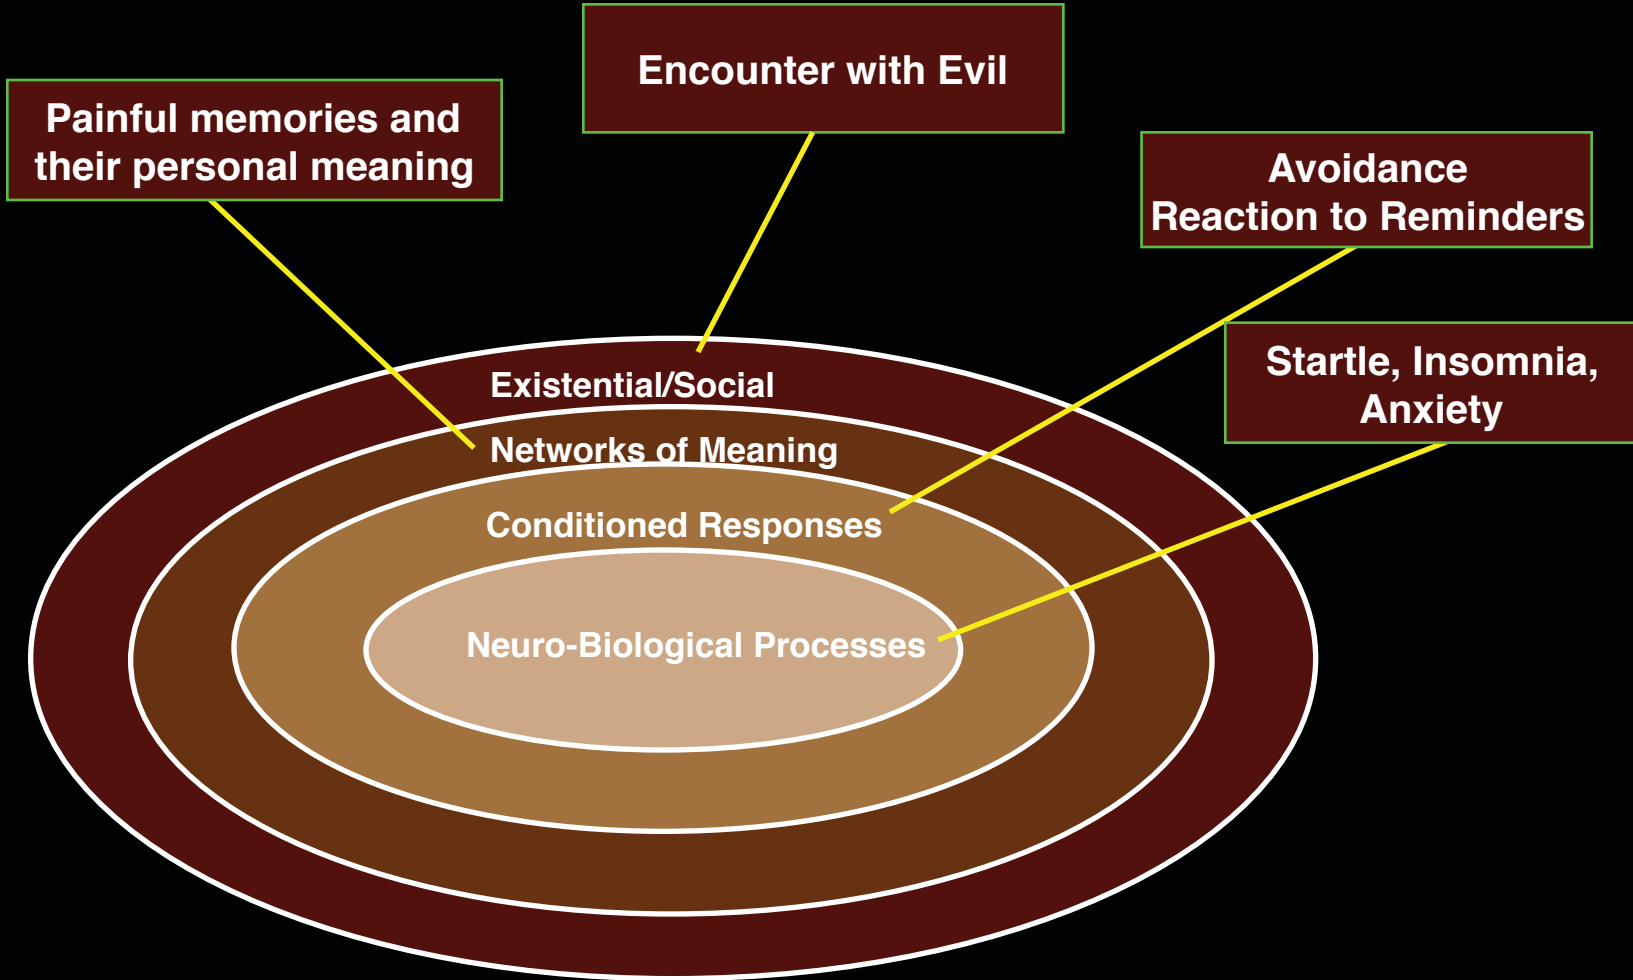 Encounter with Evil
Painful memories and
their personal meaning
Avoidance
Reaction to Reminders
Startle, Insomnia,
Anxiety
Existential/Social
Networks of Meaning
Conditioned Responses
Neuro-Biological Processes